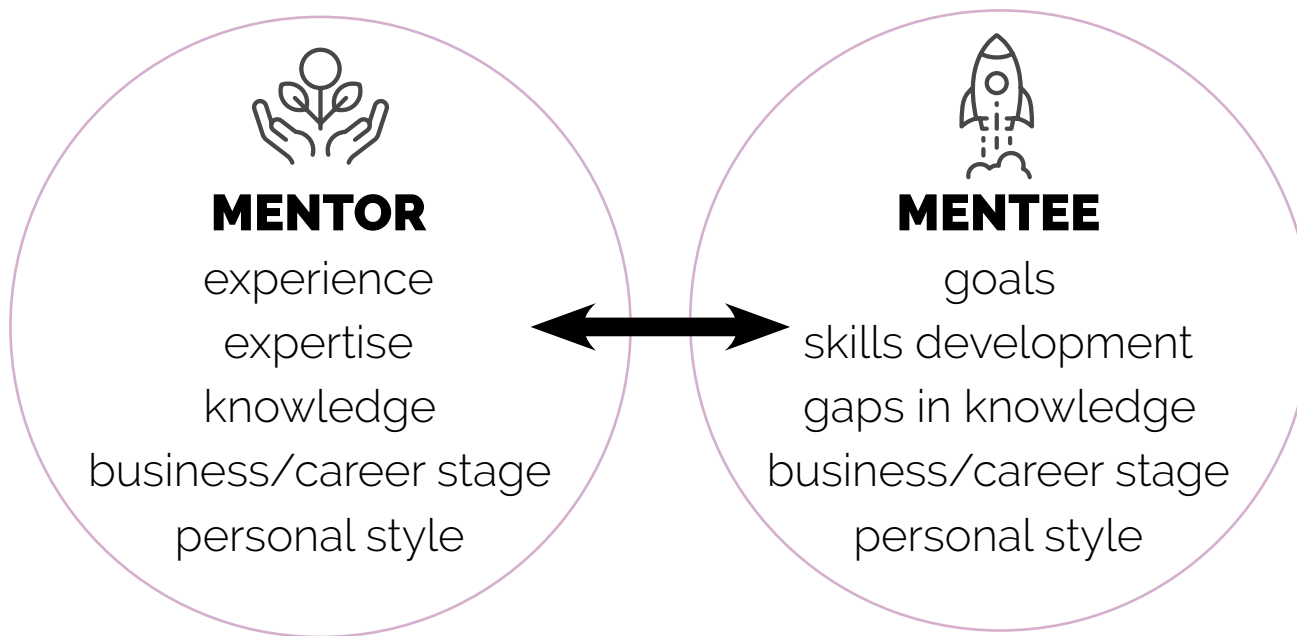 MENTOR
experience
expertise
knowledge
business/career stage
personal style
MENTEE
goals
skills development
gaps in knowledge
business/career stage
personal style